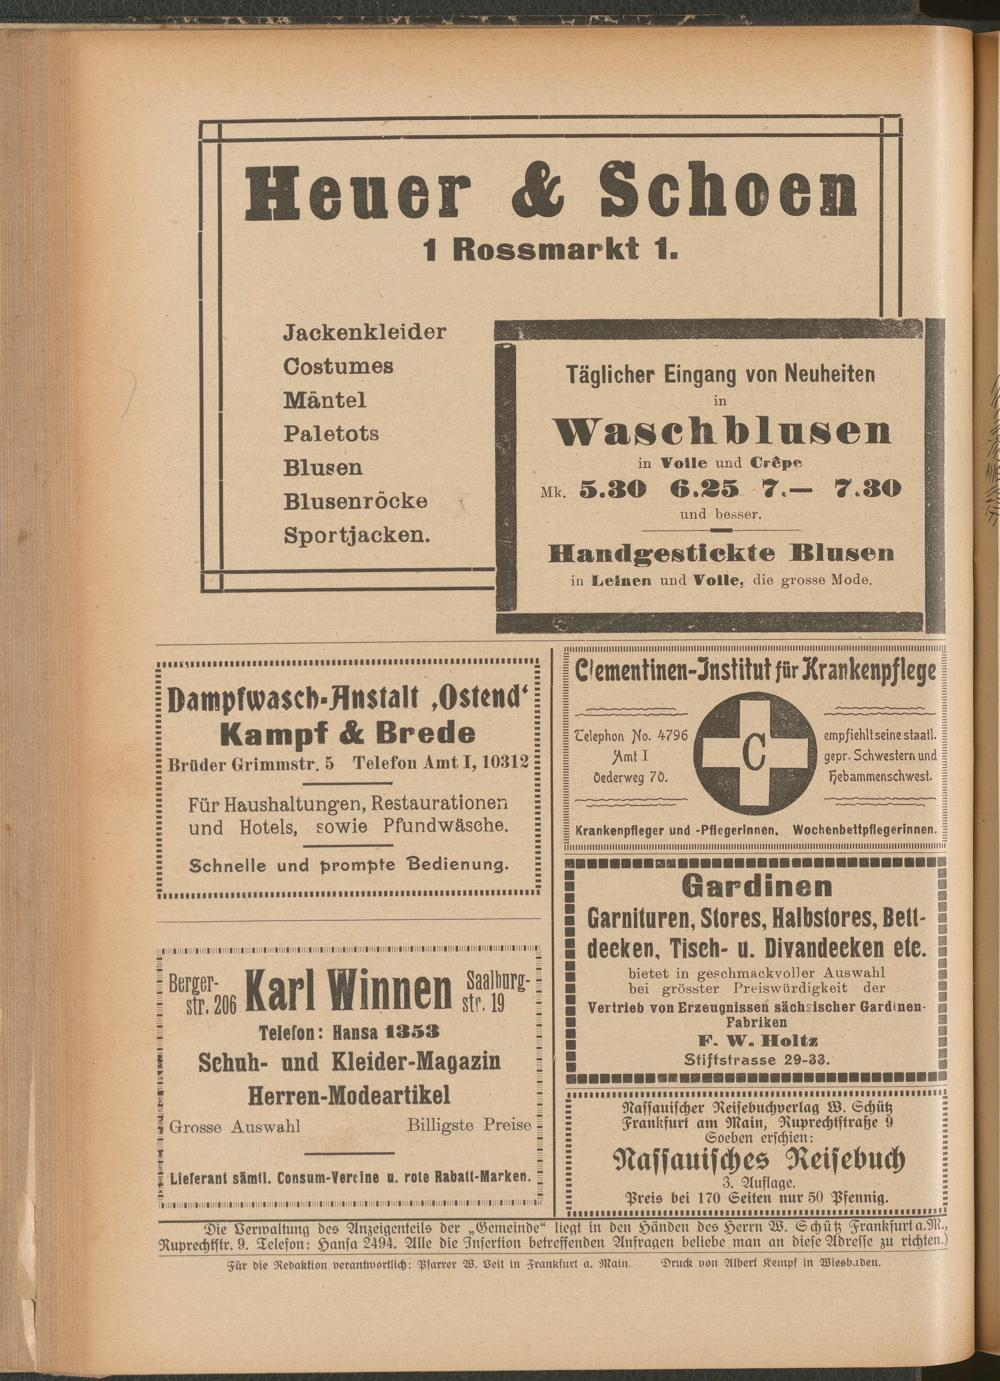 Heuer & Schoen
1 Rossmarkt 1.
Jackenkleider
Costumes
Mäntel
Paletots
Blusen
Blusenröcke
Sportjacken.
Täglicher Eingang von Neuheiten
in
Waschblusen
in Voile und Crêpe
Mk. 5.30 6.25 7.— 7.30
und besser.
Handgestickte Blusen
in Leinen und Voile, die grosse Mode.
Dampfwasch-Anstalt ‚Ostend‘
Kampf & Brede
Brüder Grimmstr. 5 Telefon Amt I, 10312
Für Haushaltungen, Restaurationen
und Hotels, sowie Pfundwäsche.
Schnelle und prompte Bedienung.
Berger-
str. 206
Karl Winnen
Saalburg-
str. 19
Telefon: Hansa 1353
Schuh- und Kleider-Magazin
Herren-Modeartikel
Grosse Auswahl Billigste Preise
Lieferant sämtl. Consum-Vereine u. rote Rabatt-Marken.
Clementinen-Institut für Krankenpflege
Telephon No. 4796
Amt I
Oederweg 70.
C
empfiehlt seine staatl.
gepr. Schwestern und
Hebammenschwest.
Krankenpfleger und -Pflegerinnen. Wochenbettpflegerinnen.
Gardinen
Garnituren, Stores, Halbstores, Bett-
decken, Tisch- u. Divandecken etc.
bietet in geschmackvoller Auswahl
bei grösster Preiswürdigkeit der
Vertrieb von Erzeugnissen sächsischer Gardinen-
Fabriken
F. W. Holtz
Stiftstrasse 29-33.
Nassauischer Reisebuchverlag W. Schütz
Frankfurt am Main, Ruprechtstraße 9
Soeben erschien:
Nassauisches Reisebuch
3. Auflage.
Preis bei 170 Seiten nur 50 Pfennig.
Die Verwaltung des Anzeigenteils der „Gemeinde“ liegt in den Händen des Herrn W. Schütz Frankfurt a. M.,
Ruprechtstr. 9. Telefon: Hansa 2494. Alle die Insertion betreffenden Anfragen beliebe man an diese Adresse zu richten.)
Für die Redaktion verantwortlich: Pfarrer W. Veit in Frankfurt a. Main. Druck von Albert Kempf in Wiesbaden.